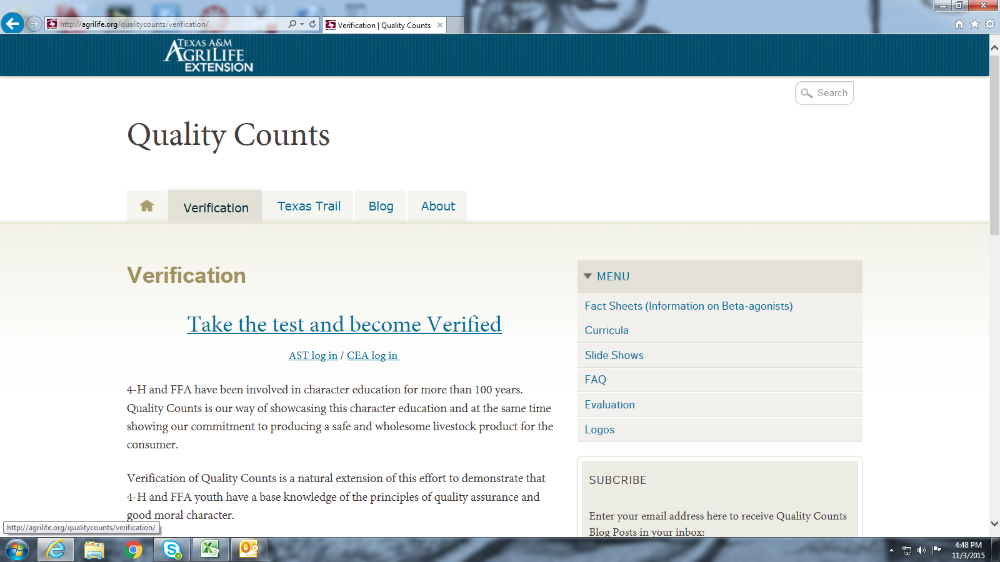 http://agrilife.org/qualitycounts/verification/
Verification | Quality Counts
TEXAS A&M
AGRILIFE
EXTENSION
Search
Quality Counts
Verification
Texas Trail
Blog
About
Verification
Take the test and become Verified
AST log in / CEA log in
4-H and FFA have been involved in character education for more than 100 years.
Quality Counts is our way of showcasing this character education and at the same time
showing our commitment to producing a safe and wholesome livestock product for the
consumer.
Verification of Quality Counts is a natural extension of this effort to demonstrate that
4-H and FFA youth have a base knowledge of the principles of quality assurance and
good moral character.
MENU
Fact Sheets (Information on Beta-agonists)
Curricula
Slide Shows
FAQ
Evaluation
Logos
SUBCRIBE
Enter your email address here to receive Quality Counts
Blog Posts in your inbox:
http://agrilife.org/qualitycounts/verification/
4:48 PM
11/3/2015